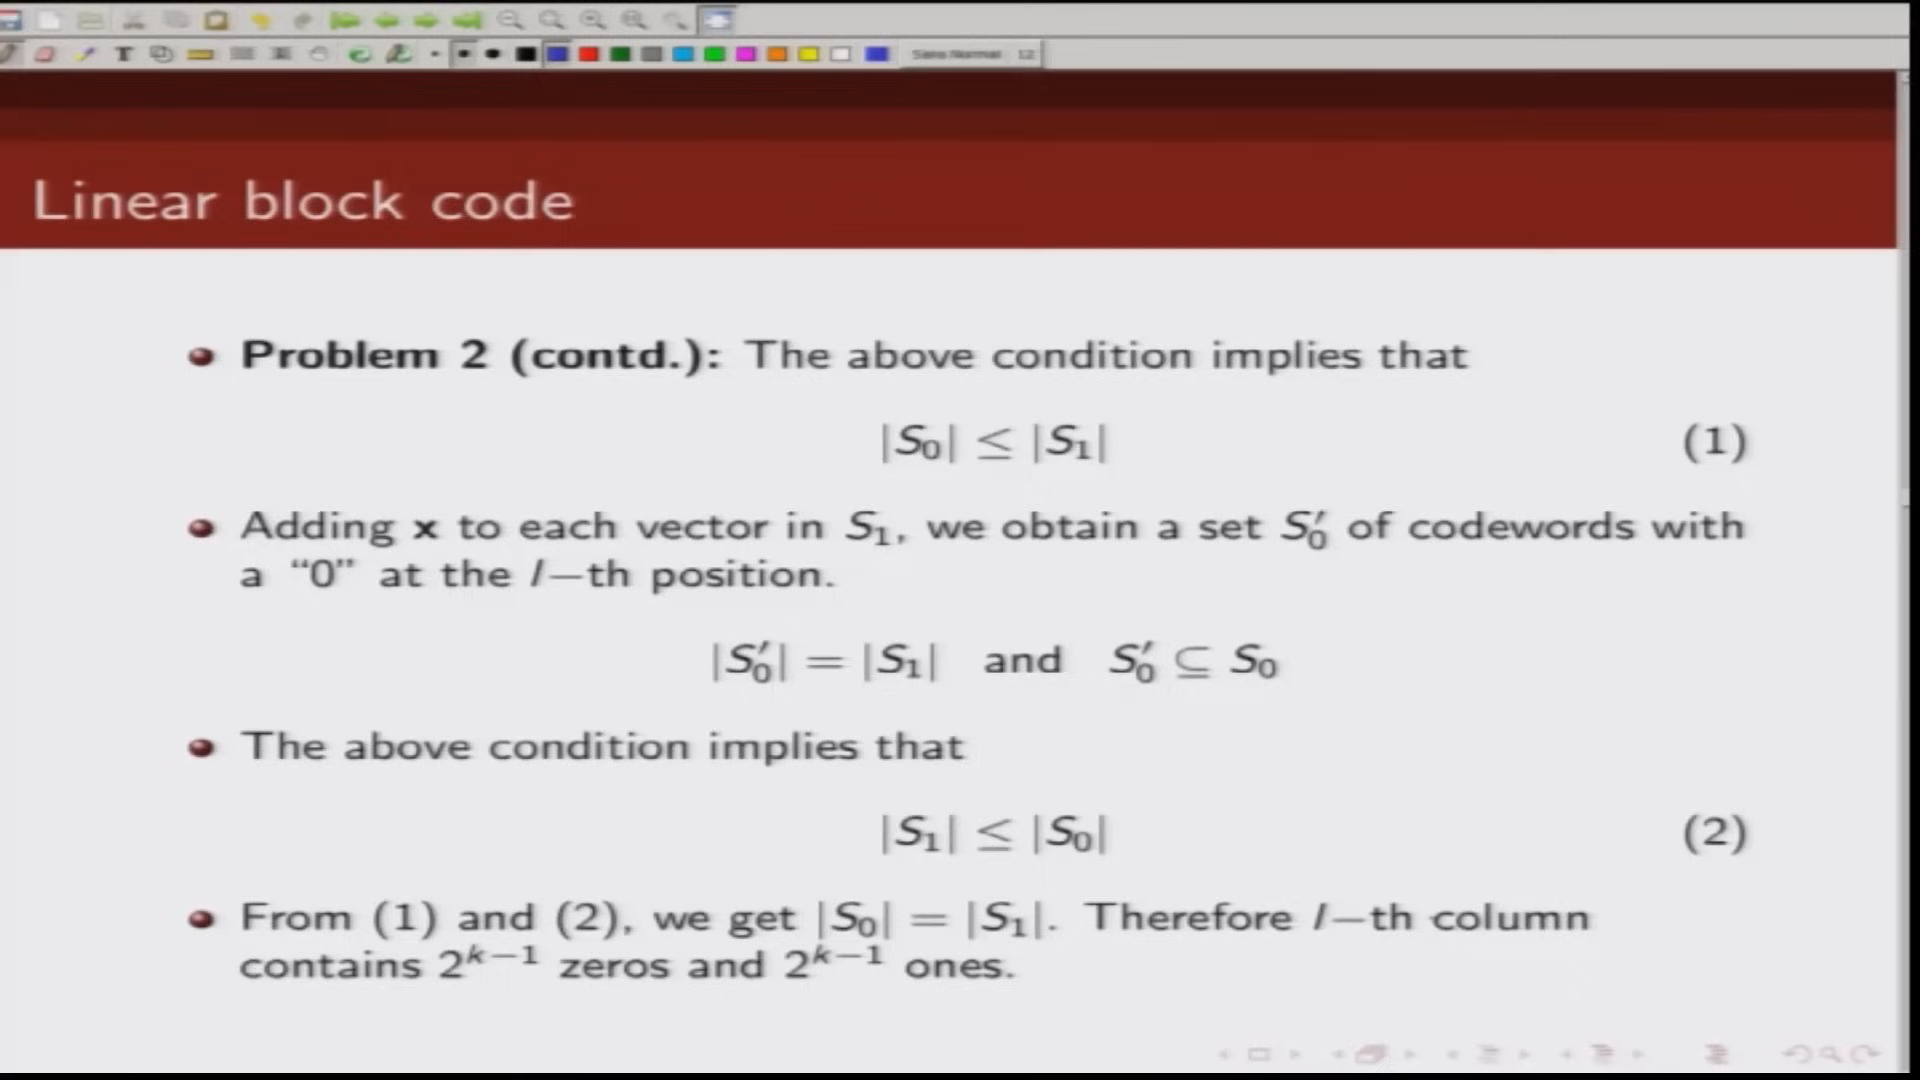 Sans Normal 12
Linear block code
Problem 2 (contd.): The above condition implies that
|S₀| ≤ |S₁| (1)
Adding x to each vector in S₁, we obtain a set S₀′ of codewords with
a “0” at the l−th position.
|S₀′| = |S₁| and S₀′ ⊆ S₀
The above condition implies that
|S₁| ≤ |S₀| (2)
From (1) and (2), we get |S₀| = |S₁|. Therefore l−th column
contains 2ᵏ⁻¹ zeros and 2ᵏ⁻¹ ones.